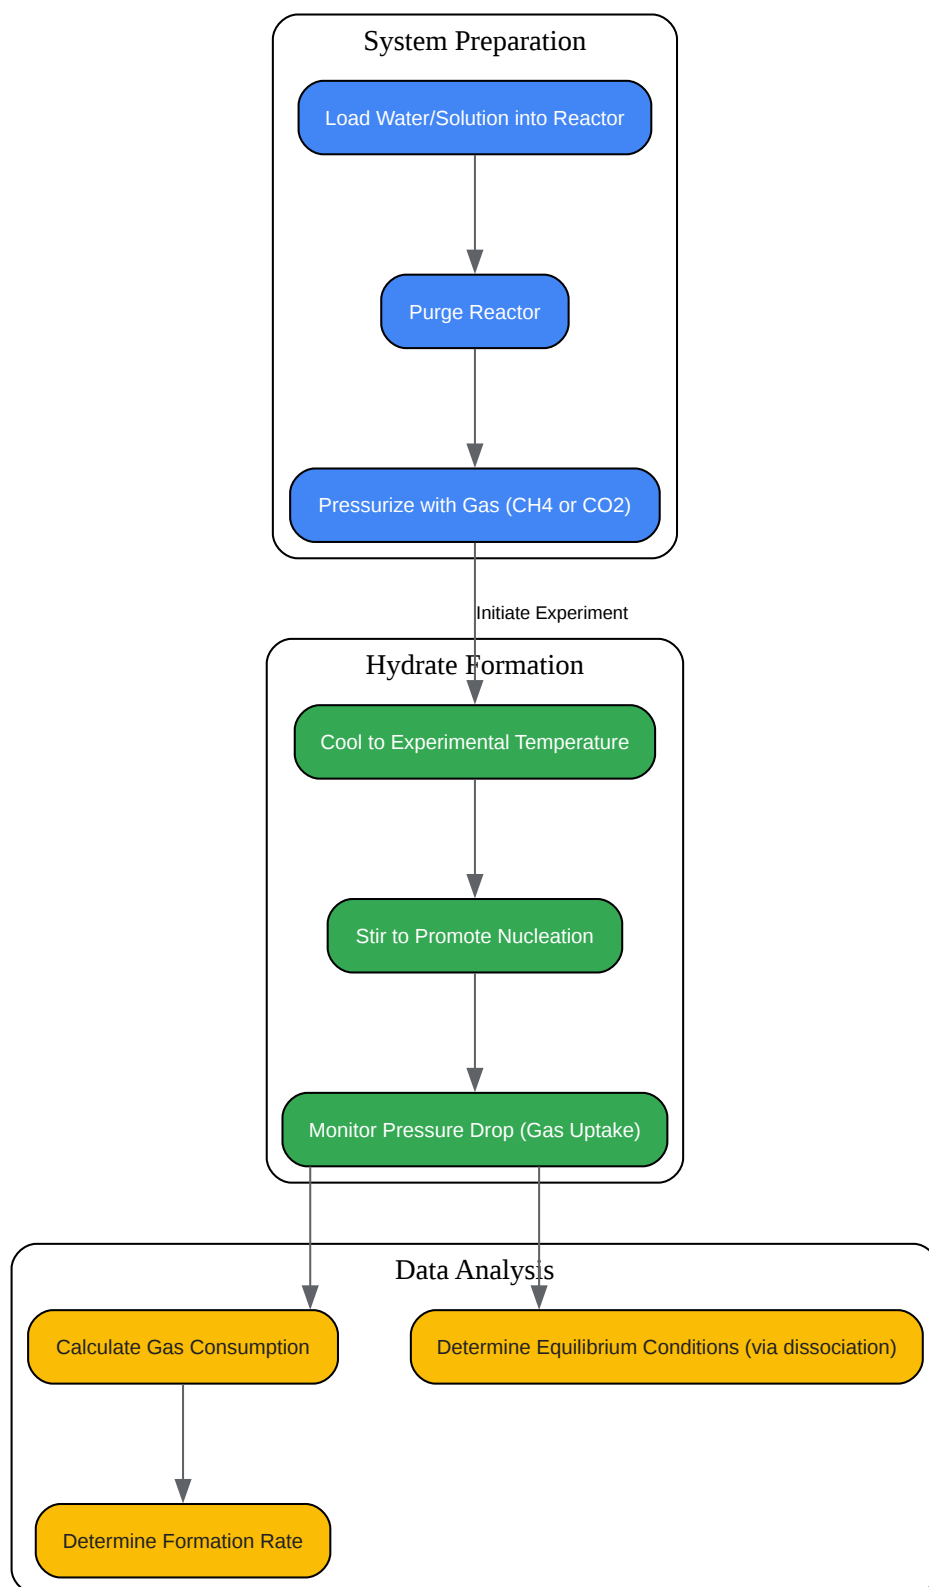 System Preparation
Load Water/Solution into Reactor
Purge Reactor
Pressurize with Gas (CH4 or CO2)
Initiate Experiment
Hydrate Formation
Cool to Experimental Temperature
Stir to Promote Nucleation
Monitor Pressure Drop (Gas Uptake)
Data Analysis
Calculate Gas Consumption
Determine Equilibrium Conditions (via dissociation)
Determine Formation Rate